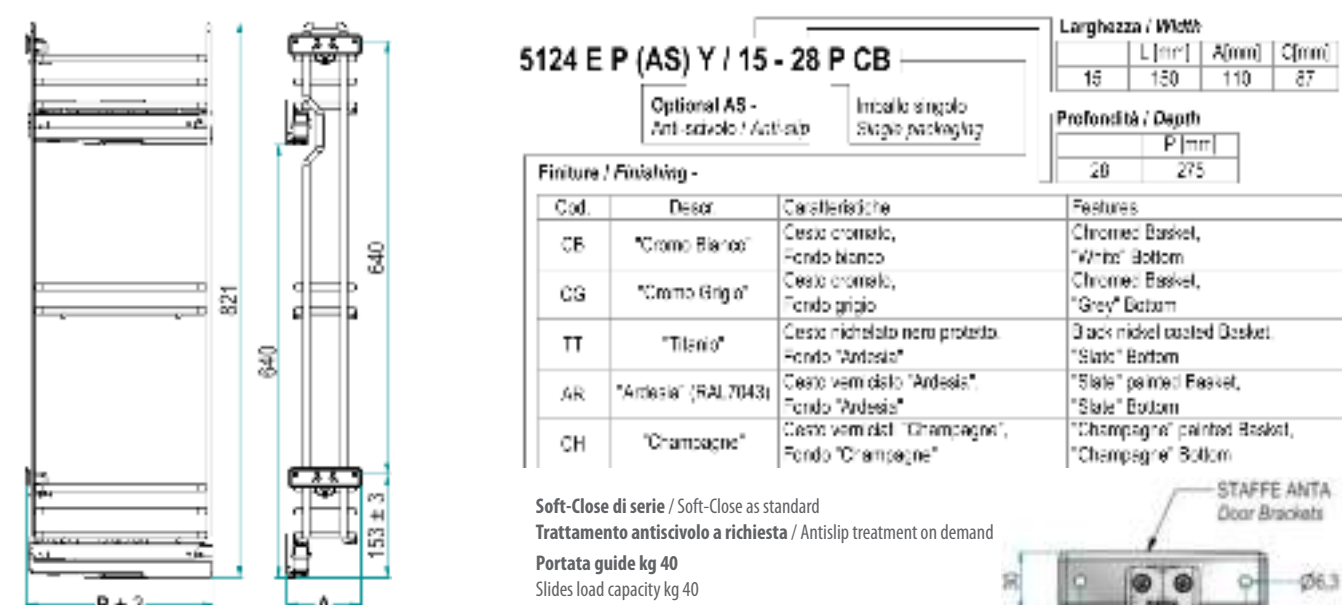 5124 E P (AS) Y / 15 - 28 P CB
Optional AS -
Anti-scivolo / Anti-slip
Imballo singolo
Single packaging
Larghezza / Width
L [mm] A[mm] C[mm]
15 150 110 87
Profondità / Depth
P [mm]
28 275
Finiture / Finishing -
Cod. Descr. Caratteristiche Features
CB "Cromo Bianco" Cesto cromato, Chromed Basket,
Fondo bianco "White" Bottom
CG "Cromo Grigio" Cesto cromato, Chromed Basket,
Fondo grigio "Grey" Bottom
TT "Titanio" Cesto nichelato nero protetto, Black nickel coated Basket,
Fondo "Ardesia" "Slate" Bottom
AR "Ardesia" (RAL7043) Cesto verniciato "Ardesia", "Slate" painted Basket,
Fondo "Ardesia" "Slate" Bottom
CH "Champagne" Cesto verniciat. "Champagne", "Champagne" painted Basket,
Fondo "Champagne" "Champagne" Bottom
Soft-Close di serie / Soft-Close as standard
Trattamento antiscivolo a richiesta / Antislip treatment on demand
Portata guide kg 40
Slides load capacity kg 40
STAFFE ANTA
Door Brackets
30
Ø6.3
821
640
640
153 ± 3
A